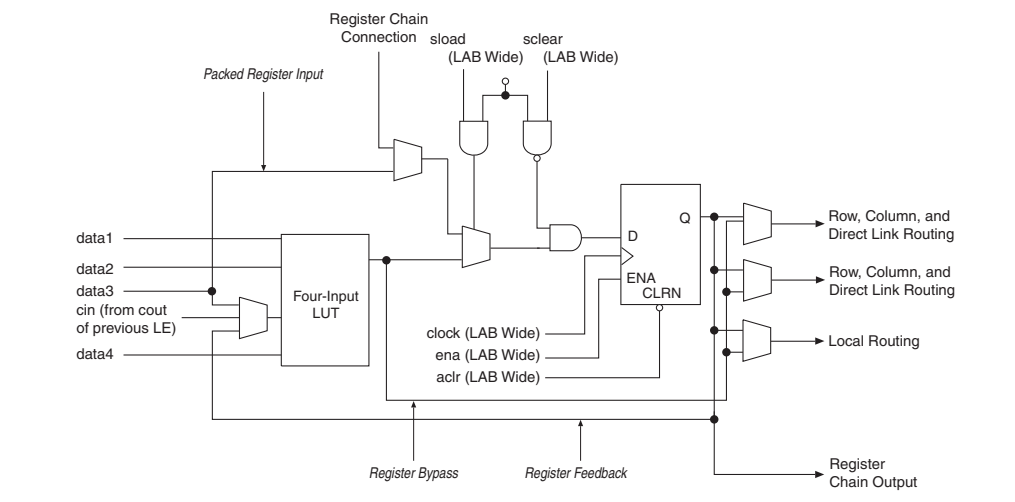 Register Chain
Connection
sload
(LAB Wide)
sclear
(LAB Wide)
Packed Register Input
data1
data2
data3
cin (from cout
of previous LE)
data4
Four-Input
LUT
D
Q
ENA
CLRN
clock (LAB Wide)
ena (LAB Wide)
aclr (LAB Wide)
Row, Column, and
Direct Link Routing
Row, Column, and
Direct Link Routing
Local Routing
Register Bypass
Register Feedback
Register
Chain Output